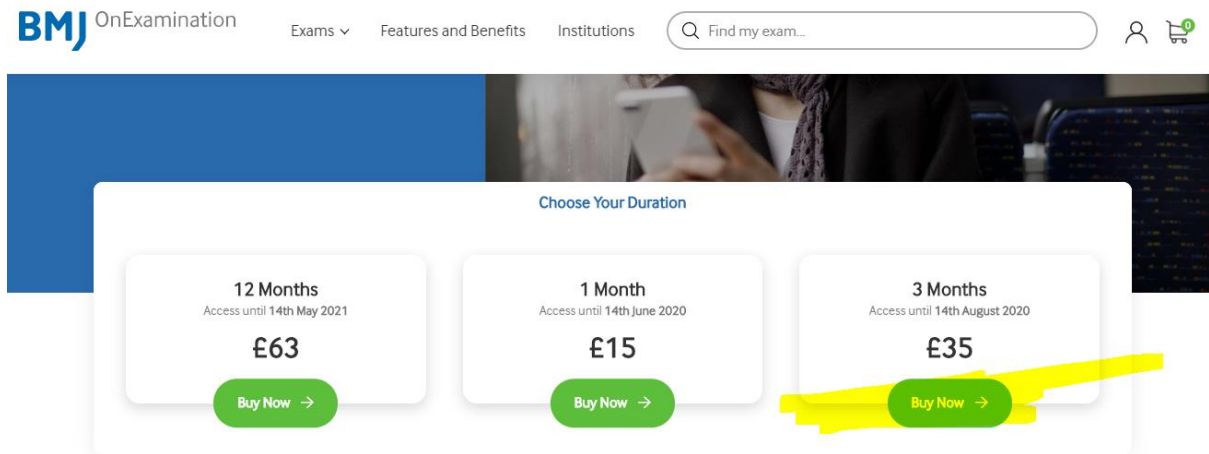 BMJ OnExamination
Exams
Features and Benefits
Institutions
Find my exam...
0
Choose Your Duration
12 Months
Access until 14th May 2021
£63
Buy Now →
1 Month
Access until 14th June 2020
£15
Buy Now →
3 Months
Access until 14th August 2020
£35
Buy Now →